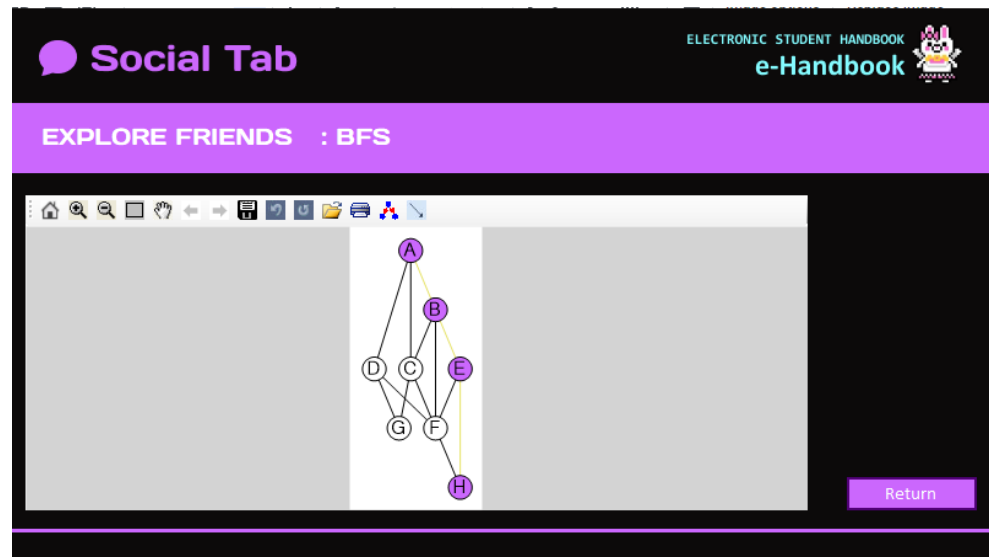 Social Tab
ELECTRONIC STUDENT HANDBOOK
e-Handbook
EXPLORE FRIENDS : BFS
A
B
D C E
G F
H
Return